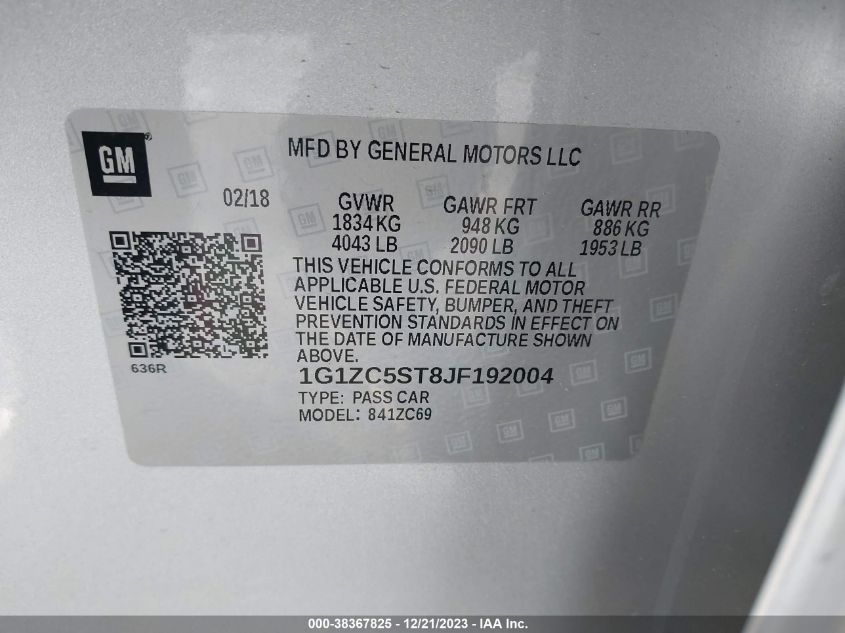 GM®
MFD BY GENERAL MOTORS LLC
02/18
GVWR GAWR FRT GAWR RR
1834 KG 948 KG 886 KG
4043 LB 2090 LB 1953 LB
THIS VEHICLE CONFORMS TO ALL
APPLICABLE U.S. FEDERAL MOTOR
VEHICLE SAFETY, BUMPER, AND THEFT
PREVENTION STANDARDS IN EFFECT ON
THE DATE OF MANUFACTURE SHOWN
ABOVE.
636R
1G1ZC5ST8JF192004
TYPE: PASS CAR
MODEL: 841ZC69
000-38367825 - 12/21/2023 - IAA Inc.